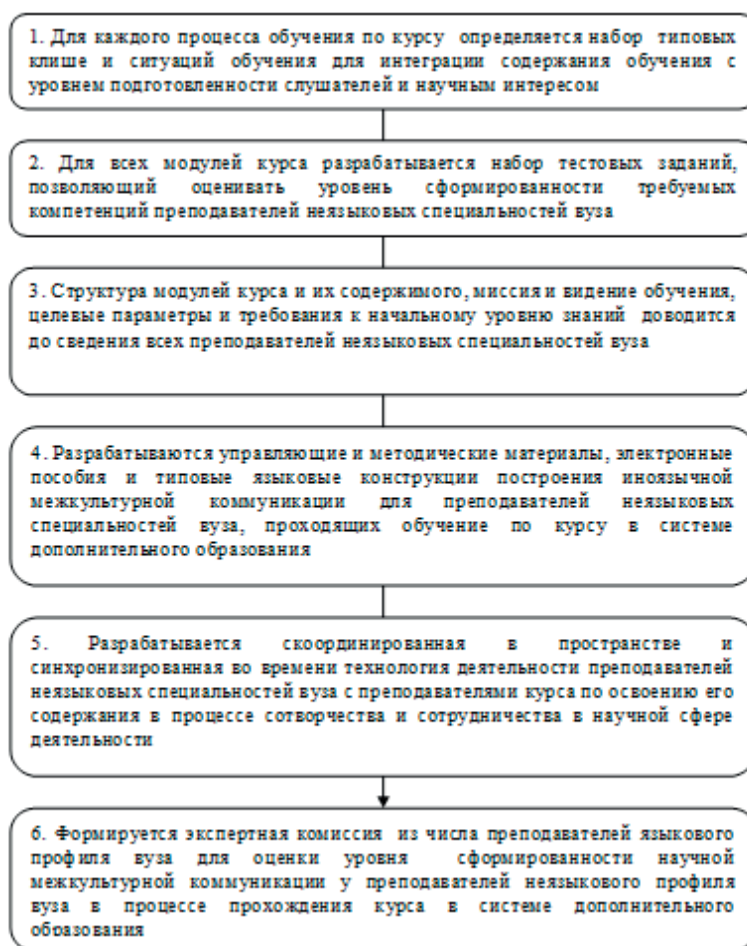 1. Для каждого процесса обучения по курсу определяется набор типовых
клише и ситуаций обучения для интеграции содержания обучения с
уровнем подготовленности слушателей и научным интересом
2. Для всех модулей курса разрабатывается набор тестовых заданий,
позволяющий оценивать уровень сформированности требуемых
компетенций преподавателей неязыковых специальностей вуза
3. Структура модулей курса и их содержимого, миссия и видение обучения,
целевые параметры и требования к начальному уровню знаний доводится
до сведения всех преподавателей неязыковых специальностей вуза
4. Разрабатываются управляющие и методические материалы, электронные
пособия и типовые языковые конструкции построения иноязычной
межкультурной коммуникации для преподавателей неязыковых
специальностей вуза, проходящих обучение по курсу в системе
дополнительного образования
5. Разрабатывается скоординированная в пространстве и
синхронизированная во времени технология деятельности преподавателей
неязыковых специальностей вуза с преподавателями курса по освоению его
содержания в процессе сотворчества и сотрудничества в научной сфере
деятельности
6. Формируется экспертная комиссия из числа преподавателей языкового
профиля вуза для оценки уровня сформированности научной
межкультурной коммуникации у преподавателей неязыкового профиля
вуза в процессе прохождения курса в системе дополнительного
образования